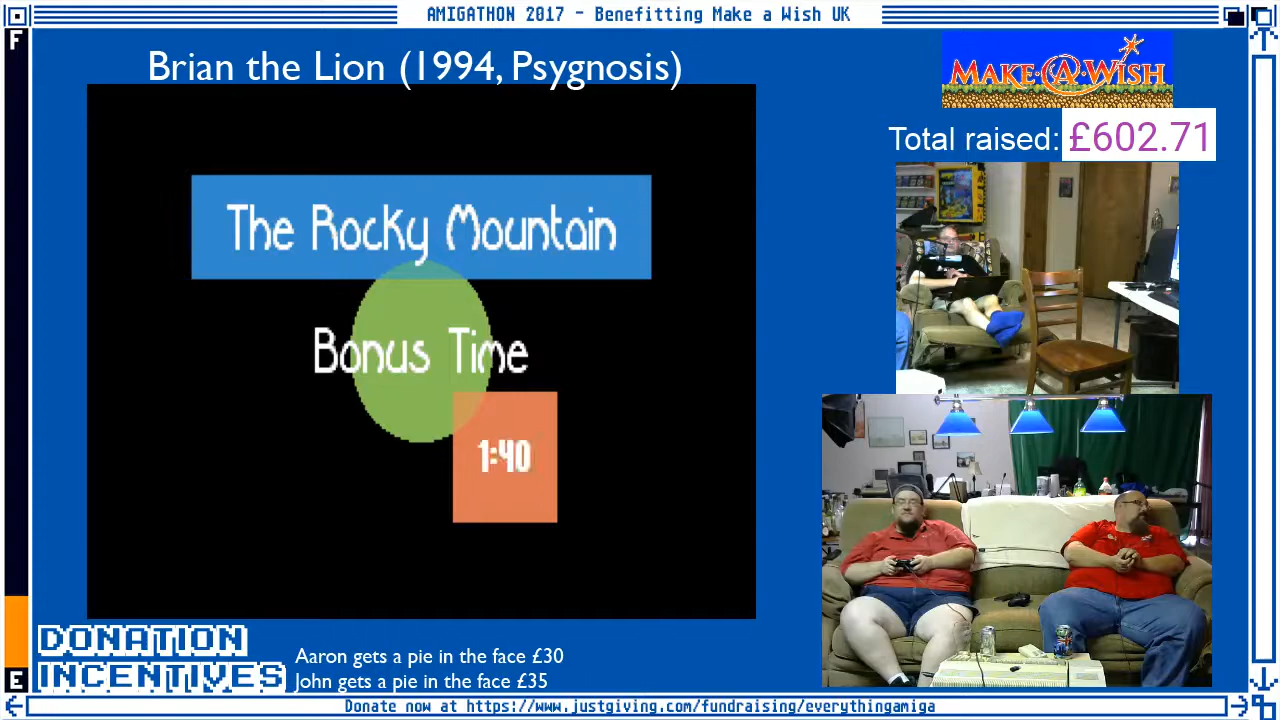 AMIGATHON 2017 - Benefitting Make a Wish UK
F
Brian the Lion (1994, Psygnosis)
MAKE-A-WISH
Total raised: £602.71
The Rocky Mountain
Bonus Time
1:40
E
DONATION
INCENTIVES
Aaron gets a pie in the face £30
John gets a pie in the face £35
Donate now at https://www.justgiving.com/fundraising/everythingamiga